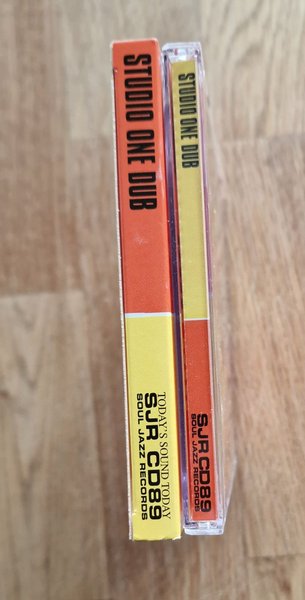 STUDIO ONE DUB
TODAY'S SOUND TODAY
SJR CD89
SOUL JAZZ RECORDS
STUDIO ONE DUB
SJR CD89
SOUL JAZZ RECORDS